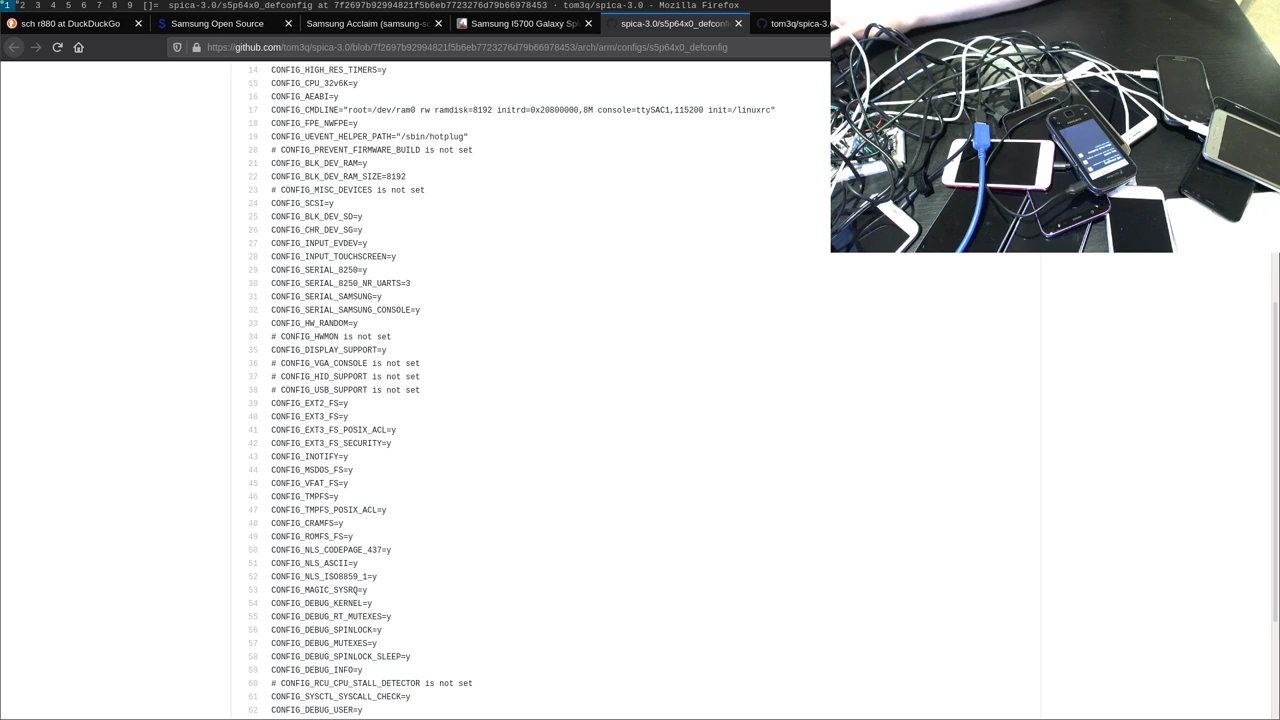 1 2 3 4 5 6 7 8 9 []= spica-3.0/s5p64x0_defconfig at 7f2697b92994821f5b6eb7723276d79b66978453 · tom3q/spica-3.0 - Mozilla Firefox
sch r880 at DuckDuckGo
Samsung Open Source
Samsung Acclaim (samsung-sc
Samsung I5700 Galaxy Sp
spica-3.0/s5p64x0_defconfi
tom3q/spica-3.
https://github.com/tom3q/spica-3.0/blob/7f2697b92994821f5b6eb7723276d79b66978453/arch/arm/configs/s5p64x0_defconfig
14 CONFIG_HIGH_RES_TIMERS=y
15 CONFIG_CPU_32v6K=y
16 CONFIG_AEABI=y
17 CONFIG_CMDLINE="root=/dev/ram0 rw ramdisk=8192 initrd=0x20800000,8M console=ttySAC1,115200 init=/linuxrc"
18 CONFIG_FPE_NWFPE=y
19 CONFIG_UEVENT_HELPER_PATH="/sbin/hotplug"
20 # CONFIG_PREVENT_FIRMWARE_BUILD is not set
21 CONFIG_BLK_DEV_RAM=y
22 CONFIG_BLK_DEV_RAM_SIZE=8192
23 # CONFIG_MISC_DEVICES is not set
24 CONFIG_SCSI=y
25 CONFIG_BLK_DEV_SD=y
26 CONFIG_CHR_DEV_SG=y
27 CONFIG_INPUT_EVDEV=y
28 CONFIG_INPUT_TOUCHSCREEN=y
29 CONFIG_SERIAL_8250=y
30 CONFIG_SERIAL_8250_NR_UARTS=3
31 CONFIG_SERIAL_SAMSUNG=y
32 CONFIG_SERIAL_SAMSUNG_CONSOLE=y
33 CONFIG_HW_RANDOM=y
34 # CONFIG_HWMON is not set
35 CONFIG_DISPLAY_SUPPORT=y
36 # CONFIG_VGA_CONSOLE is not set
37 # CONFIG_HID_SUPPORT is not set
38 # CONFIG_USB_SUPPORT is not set
39 CONFIG_EXT2_FS=y
40 CONFIG_EXT3_FS=y
41 CONFIG_EXT3_FS_POSIX_ACL=y
42 CONFIG_EXT3_FS_SECURITY=y
43 CONFIG_INOTIFY=y
44 CONFIG_MSDOS_FS=y
45 CONFIG_VFAT_FS=y
46 CONFIG_TMPFS=y
47 CONFIG_TMPFS_POSIX_ACL=y
48 CONFIG_CRAMFS=y
49 CONFIG_ROMFS_FS=y
50 CONFIG_NLS_CODEPAGE_437=y
51 CONFIG_NLS_ASCII=y
52 CONFIG_NLS_ISO8859_1=y
53 CONFIG_MAGIC_SYSRQ=y
54 CONFIG_DEBUG_KERNEL=y
55 CONFIG_DEBUG_RT_MUTEXES=y
56 CONFIG_DEBUG_SPINLOCK=y
57 CONFIG_DEBUG_MUTEXES=y
58 CONFIG_DEBUG_SPINLOCK_SLEEP=y
59 CONFIG_DEBUG_INFO=y
60 # CONFIG_RCU_CPU_STALL_DETECTOR is not set
61 CONFIG_SYSCTL_SYSCALL_CHECK=y
62 CONFIG_DEBUG_USER=y